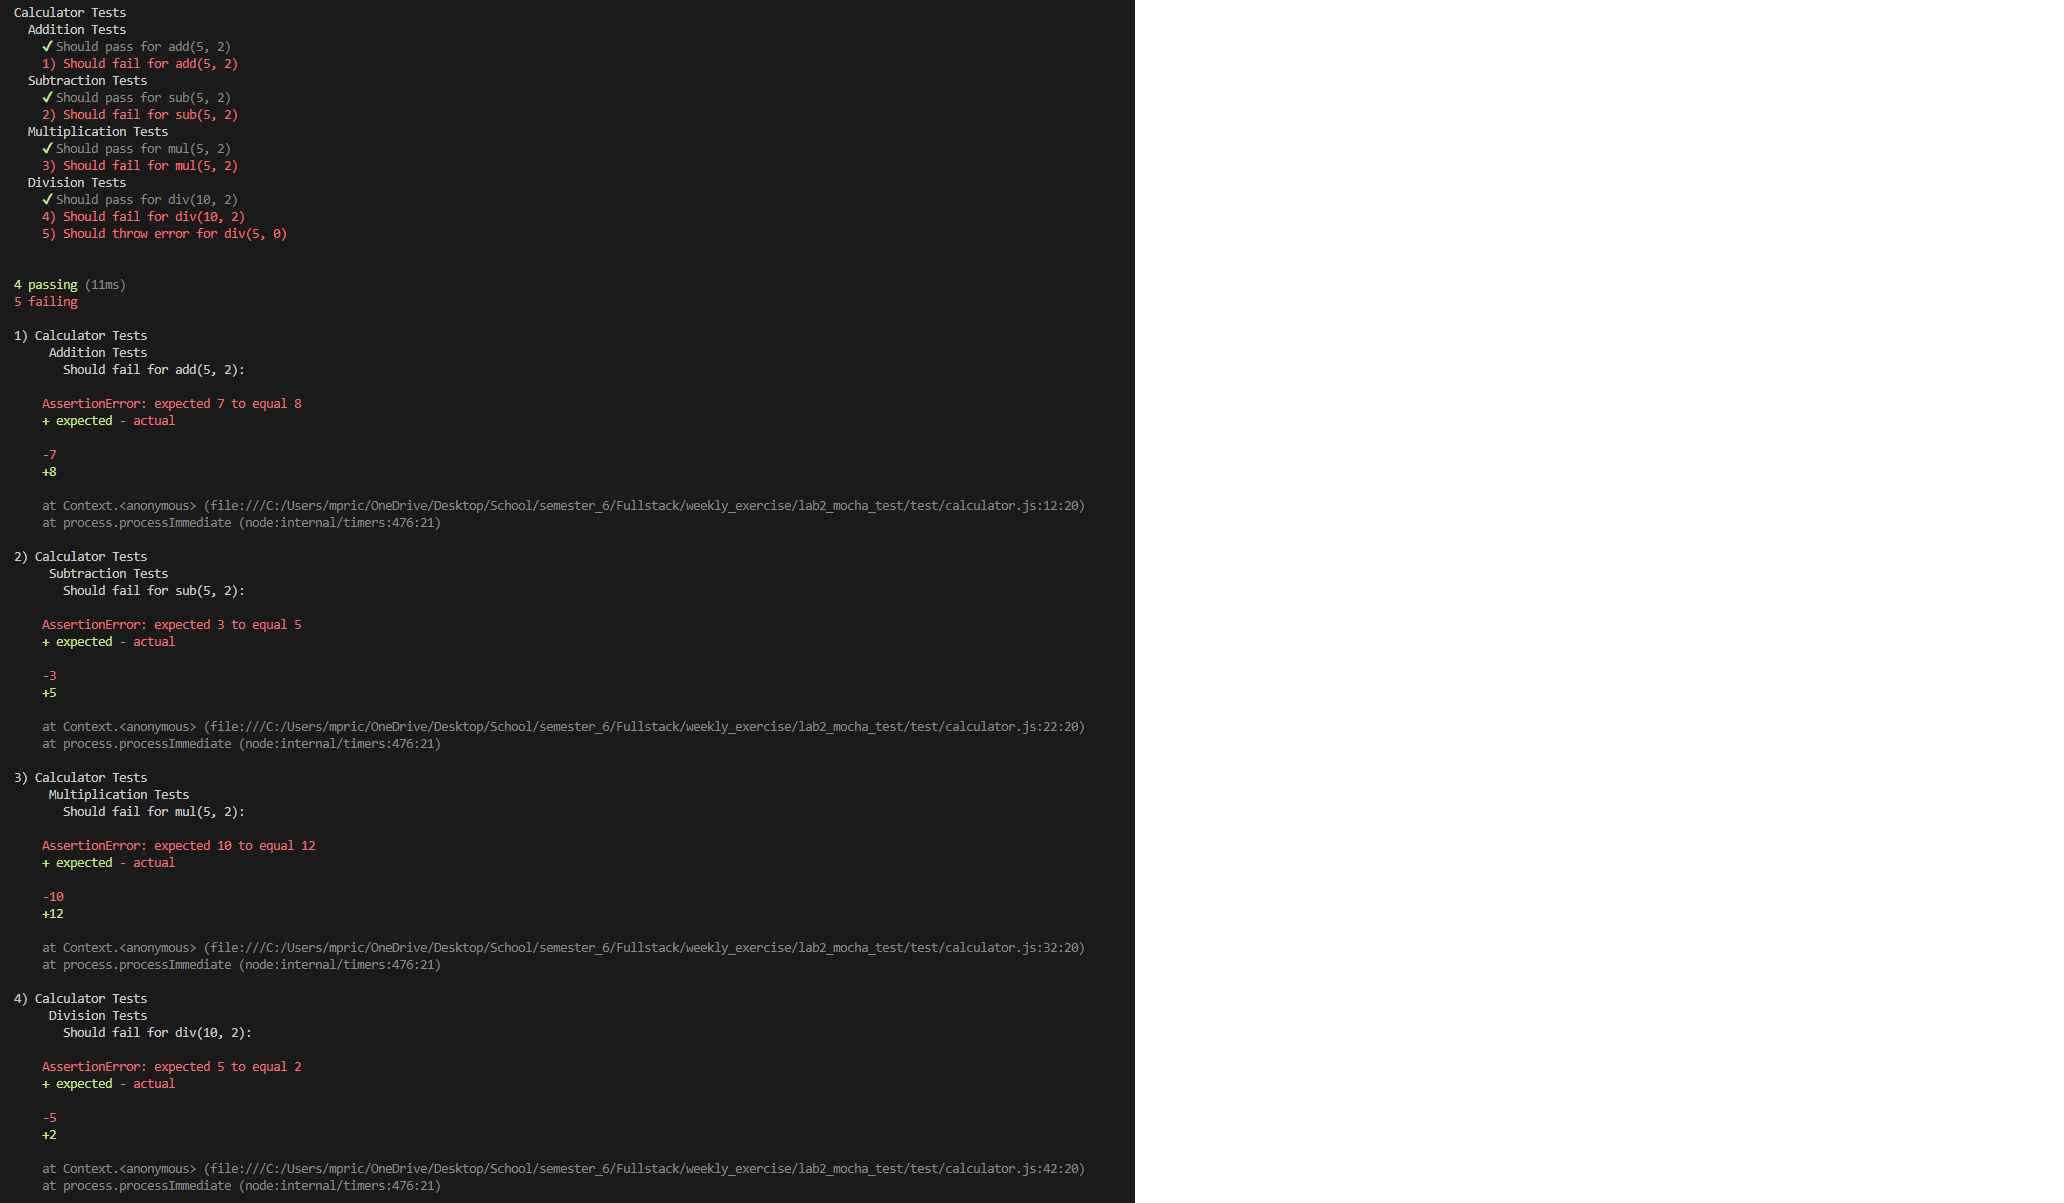 Calculator Tests
Addition Tests
✓ Should pass for add(5, 2)
1) Should fail for add(5, 2)
Subtraction Tests
✓ Should pass for sub(5, 2)
2) Should fail for sub(5, 2)
Multiplication Tests
✓ Should pass for mul(5, 2)
3) Should fail for mul(5, 2)
Division Tests
✓ Should pass for div(10, 2)
4) Should fail for div(10, 2)
5) Should throw error for div(5, 0)
4 passing (11ms)
5 failing
1) Calculator Tests
Addition Tests
Should fail for add(5, 2):
AssertionError: expected 7 to equal 8
+ expected - actual
-7
+8
at Context.<anonymous> (file:///C:/Users/mpric/OneDrive/Desktop/School/semester_6/Fullstack/weekly_exercise/lab2_mocha_test/test/calculator.js:12:20)
at process.processImmediate (node:internal/timers:476:21)
2) Calculator Tests
Subtraction Tests
Should fail for sub(5, 2):
AssertionError: expected 3 to equal 5
+ expected - actual
-3
+5
at Context.<anonymous> (file:///C:/Users/mpric/OneDrive/Desktop/School/semester_6/Fullstack/weekly_exercise/lab2_mocha_test/test/calculator.js:22:20)
at process.processImmediate (node:internal/timers:476:21)
3) Calculator Tests
Multiplication Tests
Should fail for mul(5, 2):
AssertionError: expected 10 to equal 12
+ expected - actual
-10
+12
at Context.<anonymous> (file:///C:/Users/mpric/OneDrive/Desktop/School/semester_6/Fullstack/weekly_exercise/lab2_mocha_test/test/calculator.js:32:20)
at process.processImmediate (node:internal/timers:476:21)
4) Calculator Tests
Division Tests
Should fail for div(10, 2):
AssertionError: expected 5 to equal 2
+ expected - actual
-5
+2
at Context.<anonymous> (file:///C:/Users/mpric/OneDrive/Desktop/School/semester_6/Fullstack/weekly_exercise/lab2_mocha_test/test/calculator.js:42:20)
at process.processImmediate (node:internal/timers:476:21)